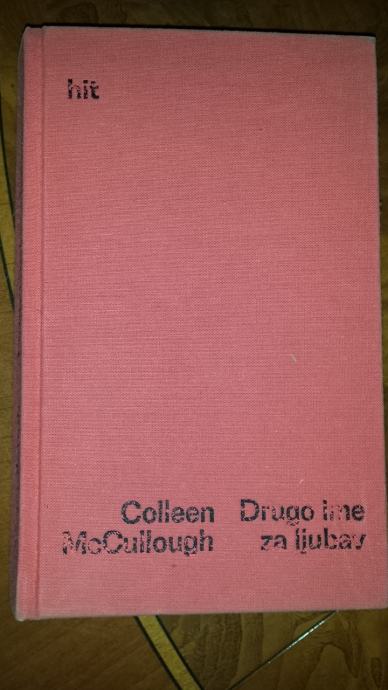 hit
Colleen
McCullough
Drugo ime
za ljubav